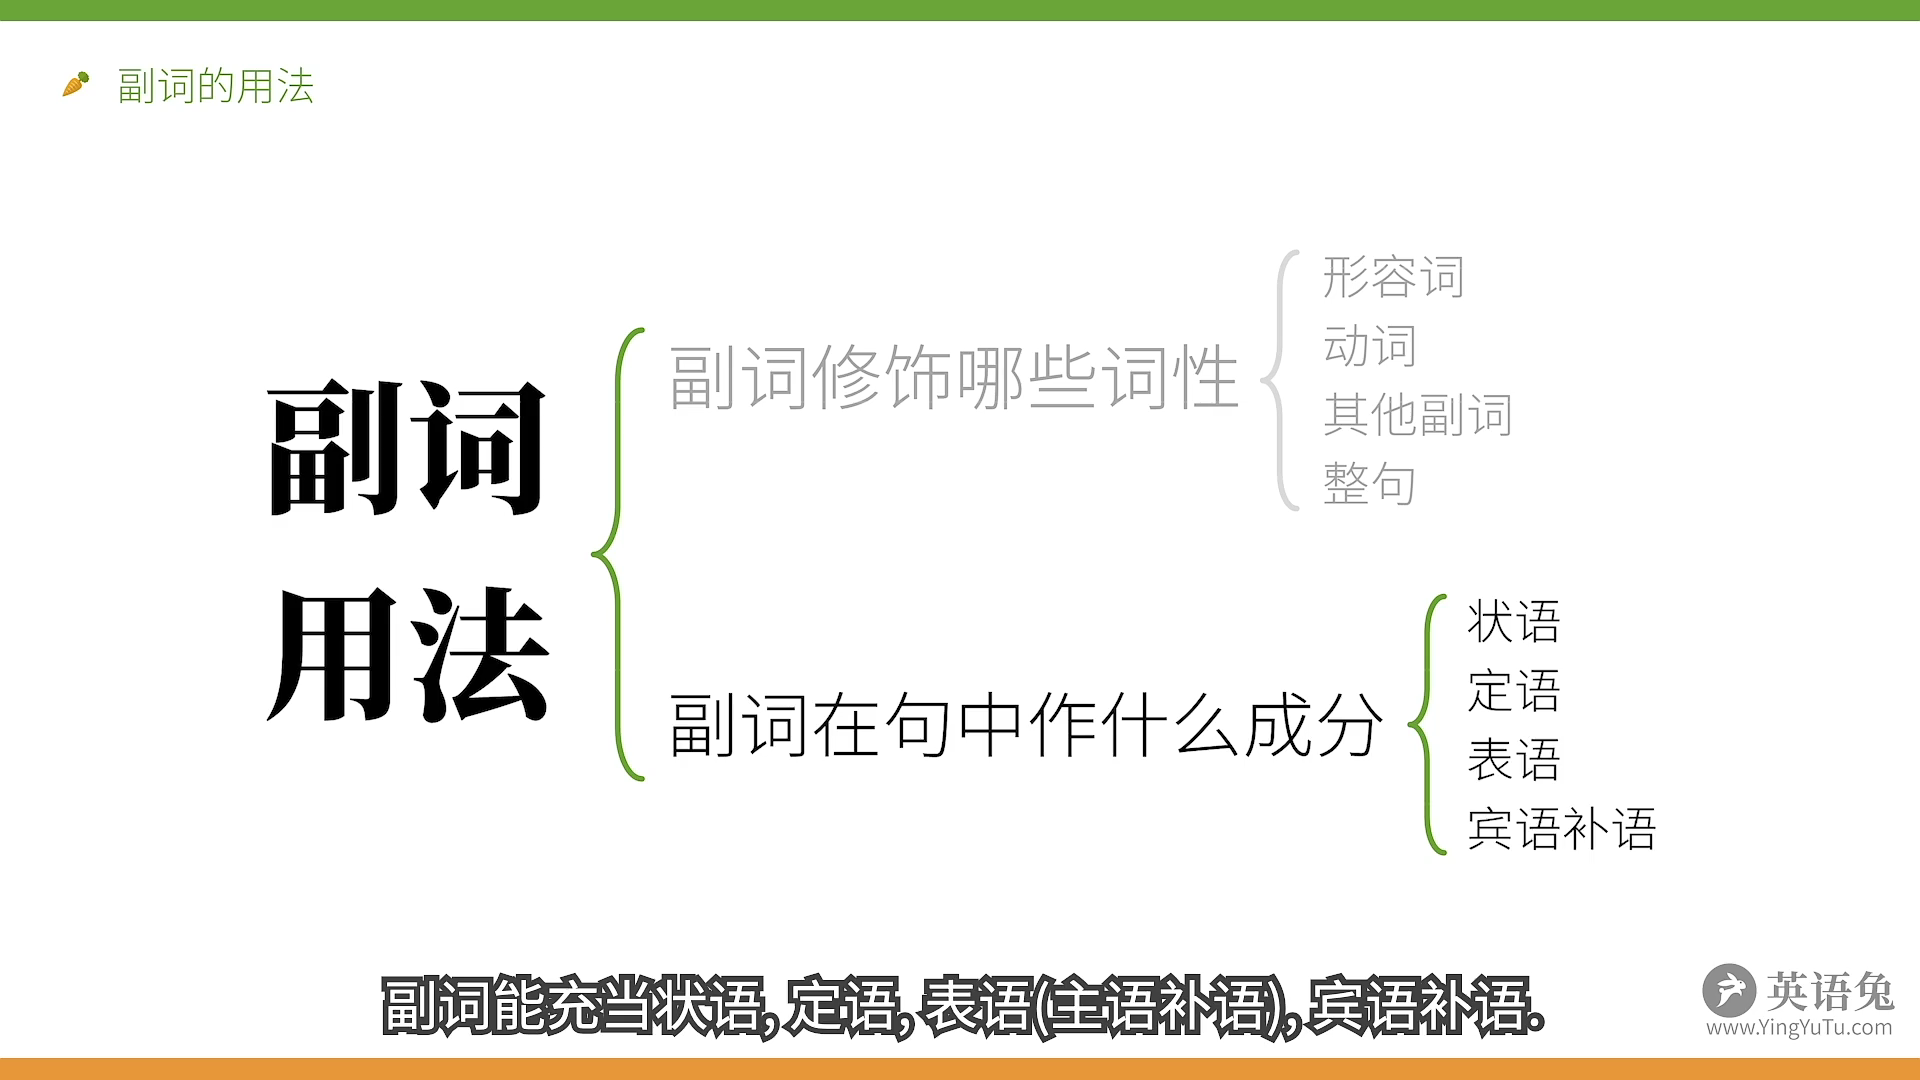 副词的用法
副词
用法
副词修饰哪些词性
形容词
动词
其他副词
整句
副词在句中作什么成分
状语
定语
表语
宾语补语
副词能充当状语, 定语, 表语(主语补语), 宾语补语.
英语兔
www.YingYuTu.com